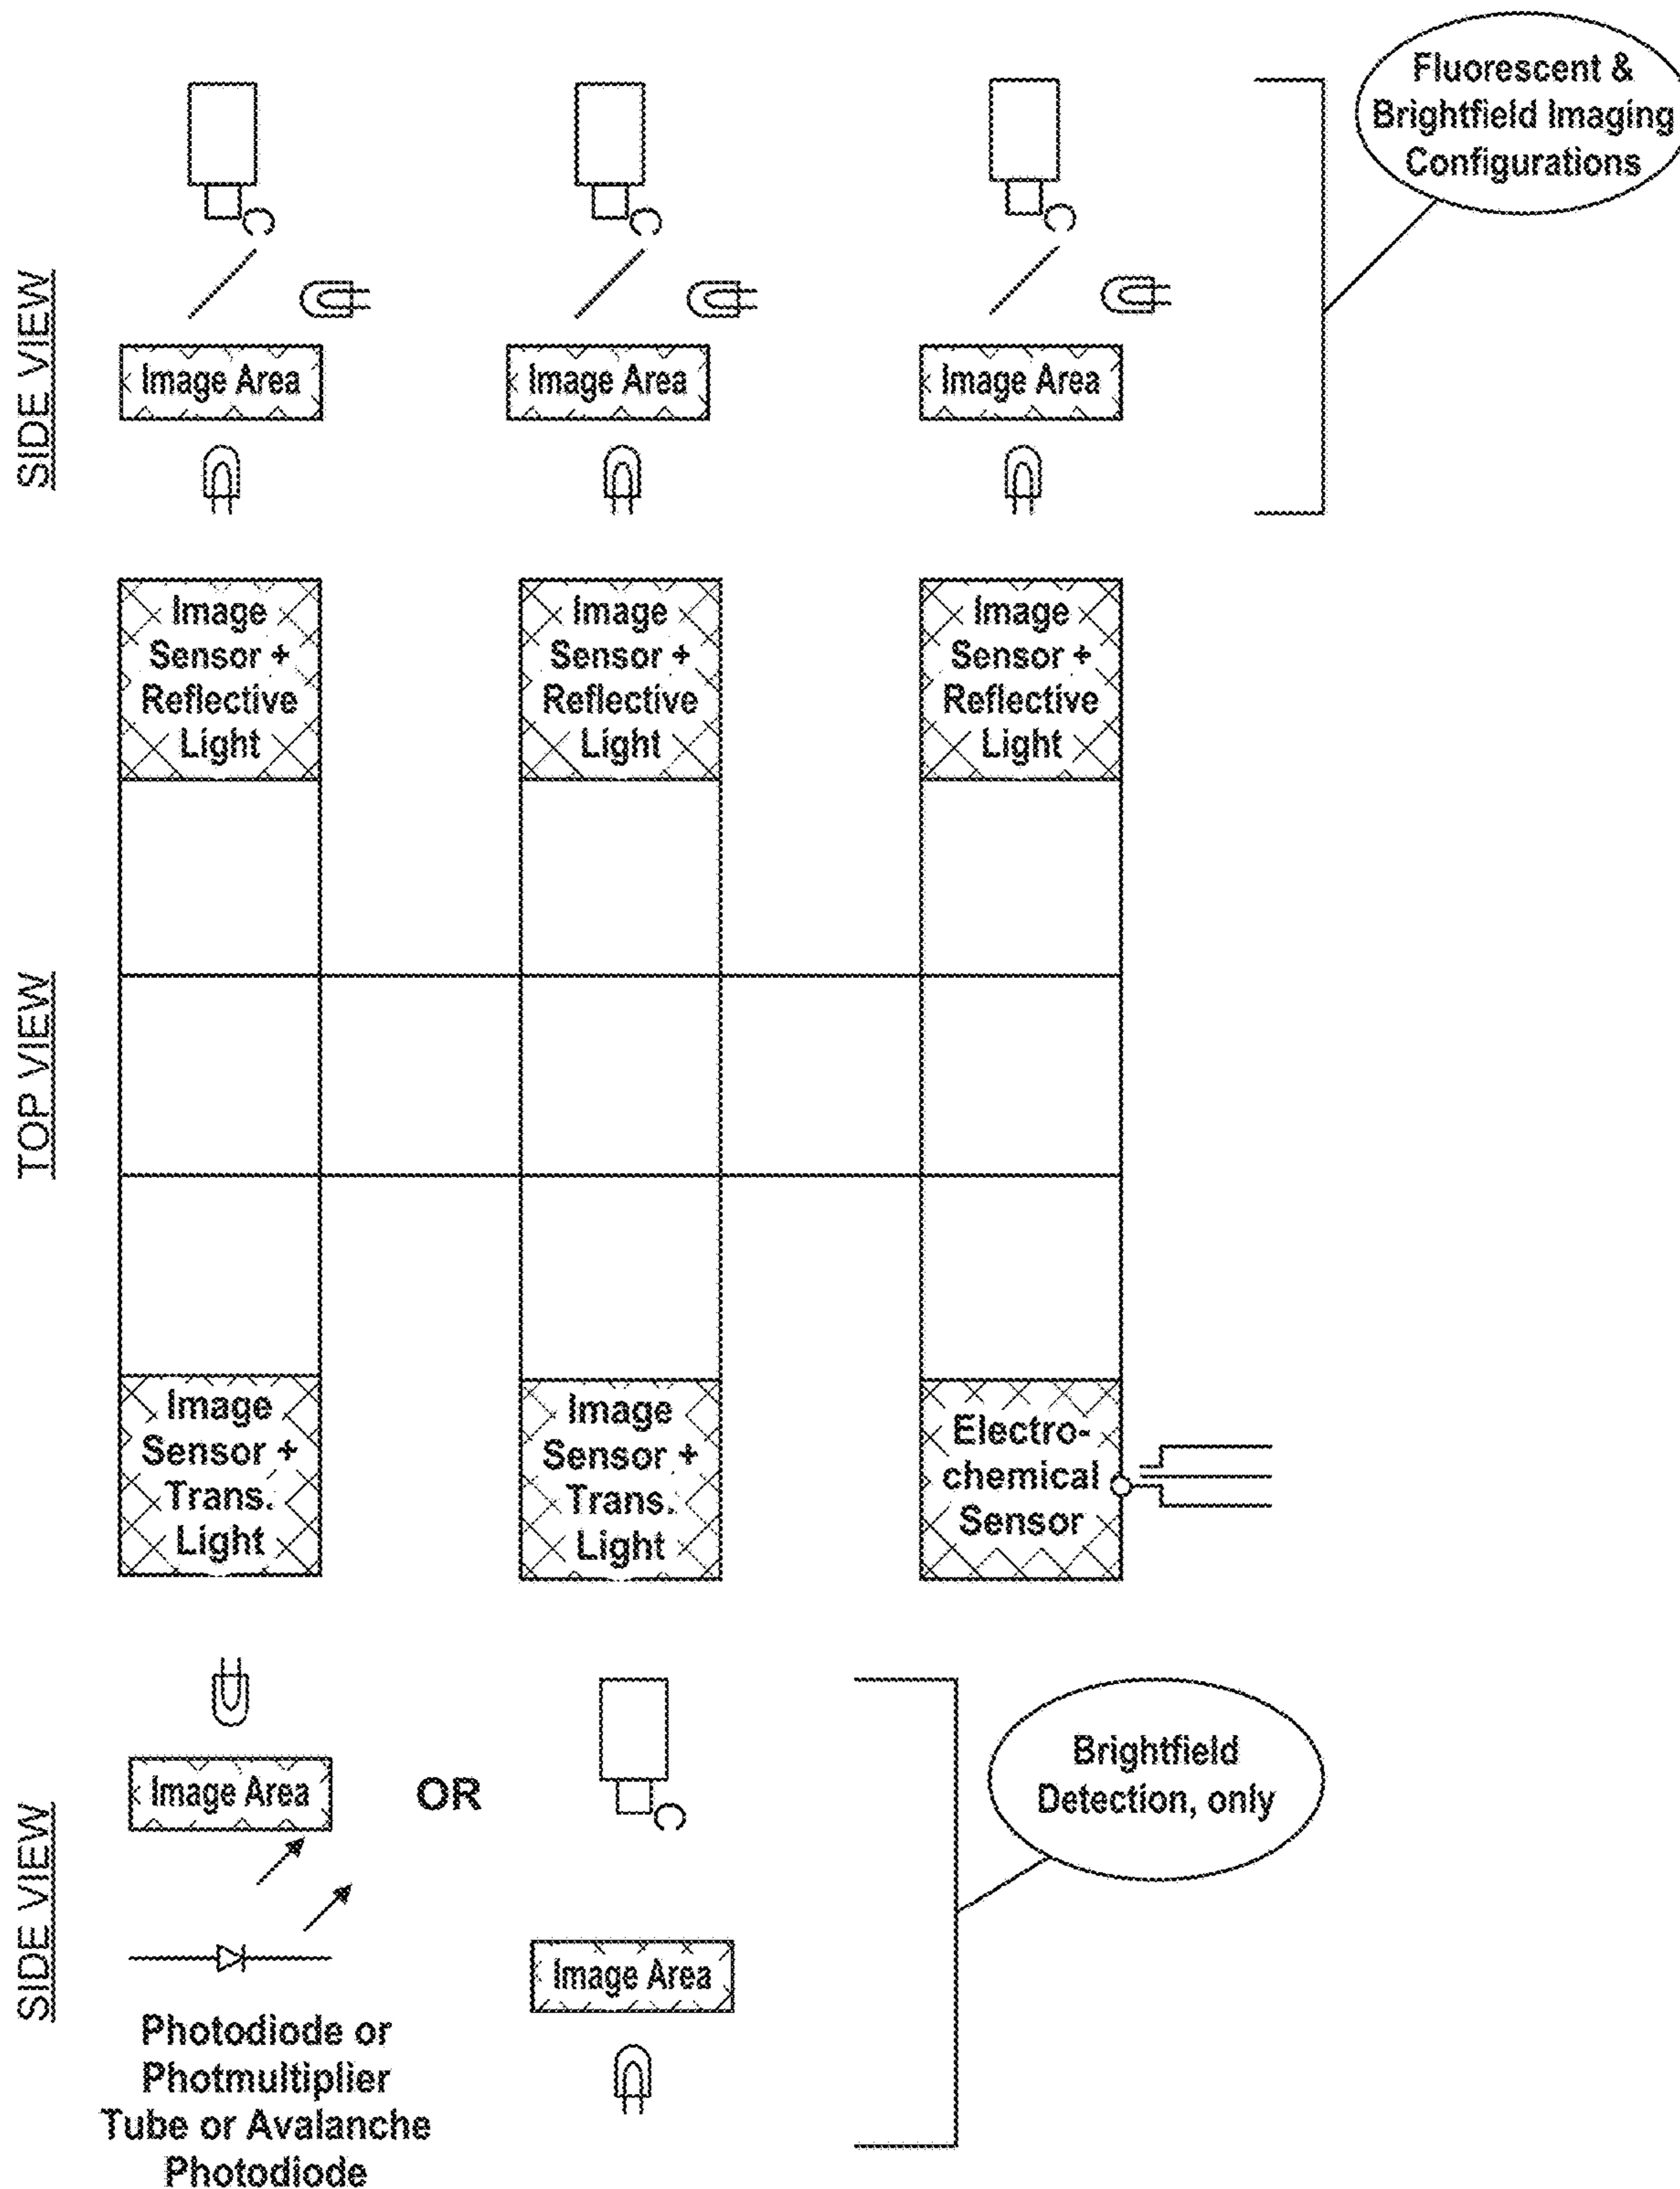 Fluorescent &
Brightfield Imaging
Configurations
SIDE VIEW
Image Area
Image Area
Image Area
TOP VIEW
Image
Sensor +
Reflective
Light
Image
Sensor +
Reflective
Light
Image
Sensor +
Reflective
Light
Image
Sensor +
Trans.
Light
Image
Sensor +
Trans.
Light
Electro-
chemical
Sensor
SIDE VIEW
Image Area
OR
Image Area
Brightfield
Detection, only
Photodiode or
Photmultiplier
Tube or Avalanche
Photodiode